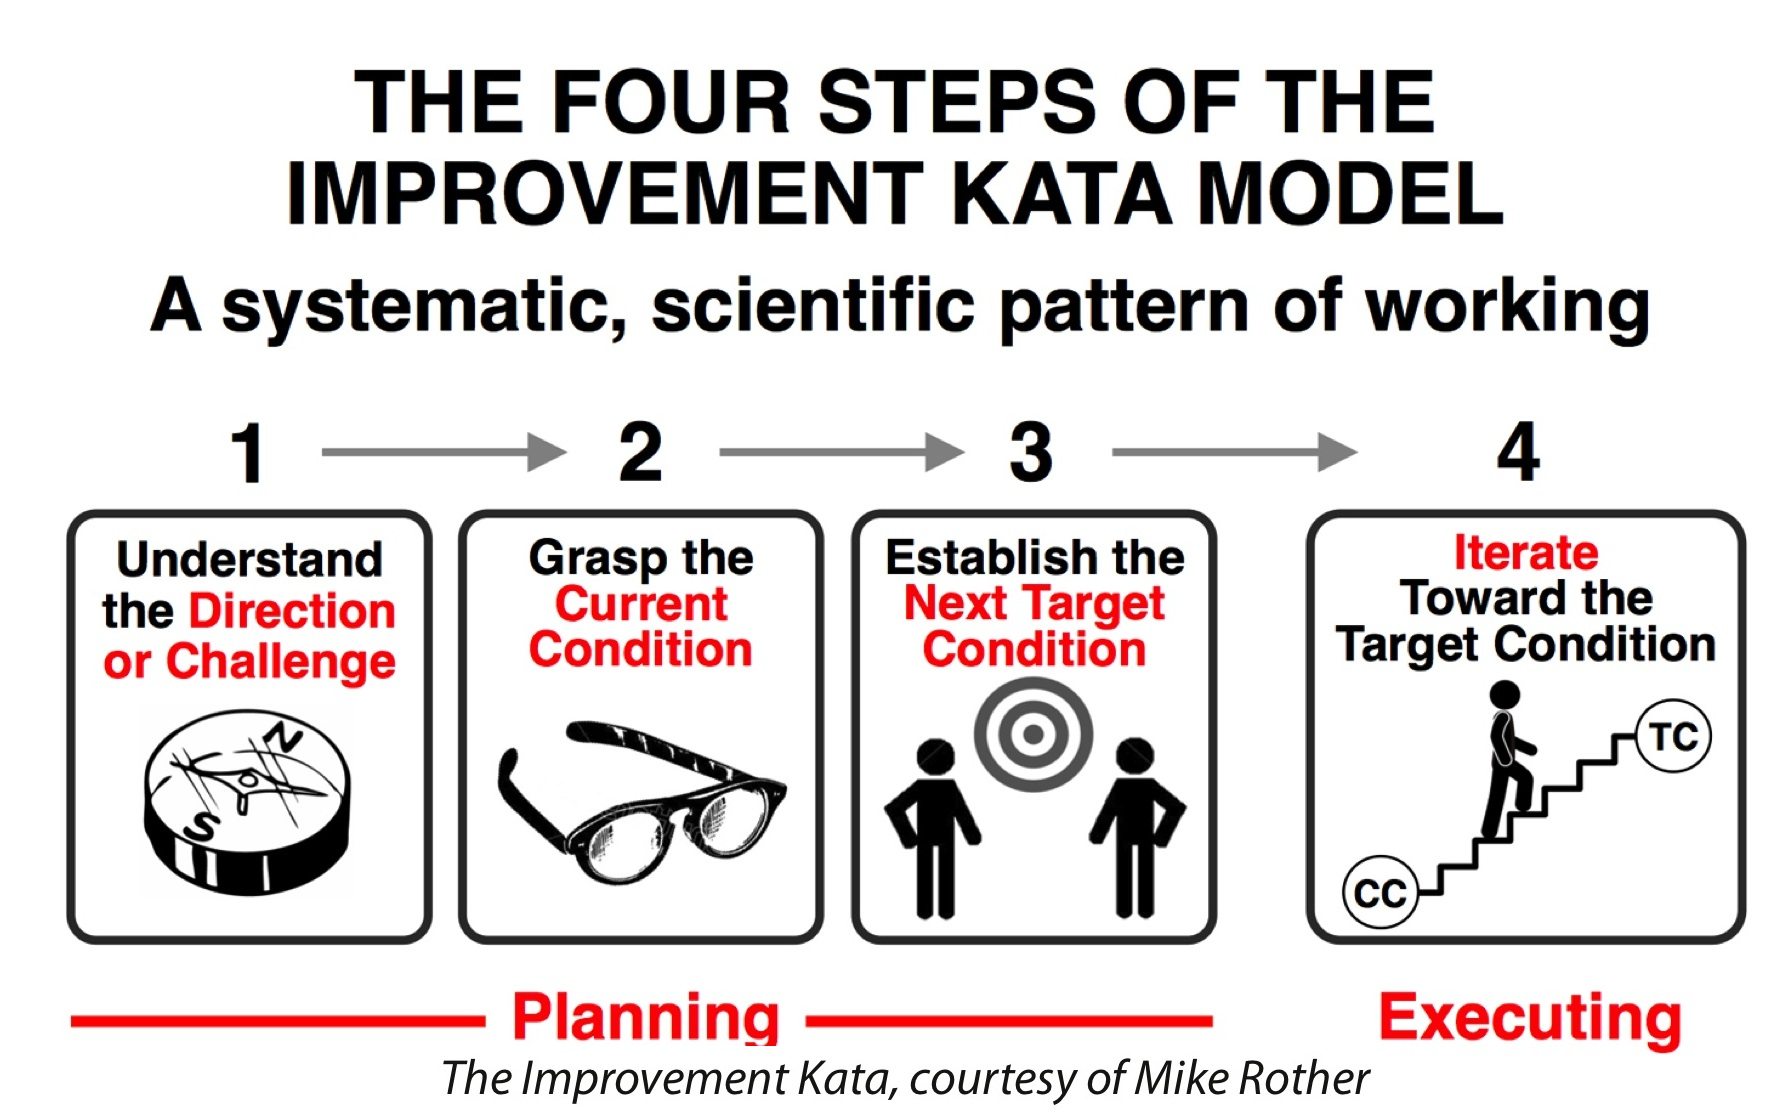 THE FOUR STEPS OF THE
IMPROVEMENT KATA MODEL
A systematic, scientific pattern of working
1
2
3
4
Understand
the Direction
or Challenge
N
S
Grasp the
Current
Condition
Establish the
Next Target
Condition
Iterate
Toward the
Target Condition
TC
CC
Planning
Executing
The Improvement Kata, courtesy of Mike Rother